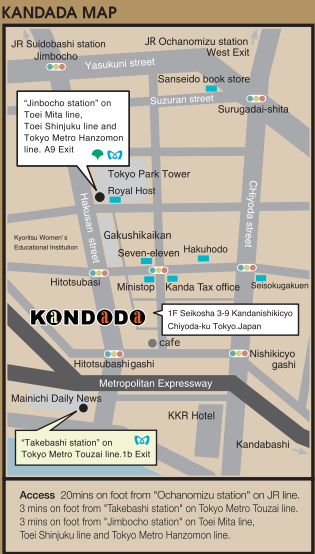 KANDADA MAP
JR Suidobashi station
Jimbocho
JR Ochanomizu station
West Exit
Yasukuni street
Sanseido book store
Suzuran street
Surugadai-shita
"Jinbocho station" on
Toei Mita line,
Toei Shinjuku line and
Tokyo Metro Hanzomon
line. A9 Exit
Tokyo Park Tower
Royal Host
Hakusan street
Chiyoda street
Kyoritsu Women's
Educational Institution
Gakushikaikan
Seven-eleven
Hakuhodo
Hitotsubasi
Ministop
Kanda Tax office
Seisokugakuen
KANDADA
1F Seikosha 3-9 Kandanishikicyo
Chiyoda-ku Tokyo.Japan
cafe
Hitotsubashigashi
Nishikicyo
gashi
Metropolitan Expressway
Mainichi Daily News
KKR Hotel
Kandabashi
"Takebashi station" on
Tokyo Metro Touzai line.1b Exit
Access 20mins on foot from "Ochanomizu station" on JR line.
3 mins on foot from "Takebashi station" on Tokyo Metro Touzai line.
3 mins on foot from "Jimbocho station" on Toei Mita line,
Toei Shinjuku line and Tokyo Metro Hanzomon line.